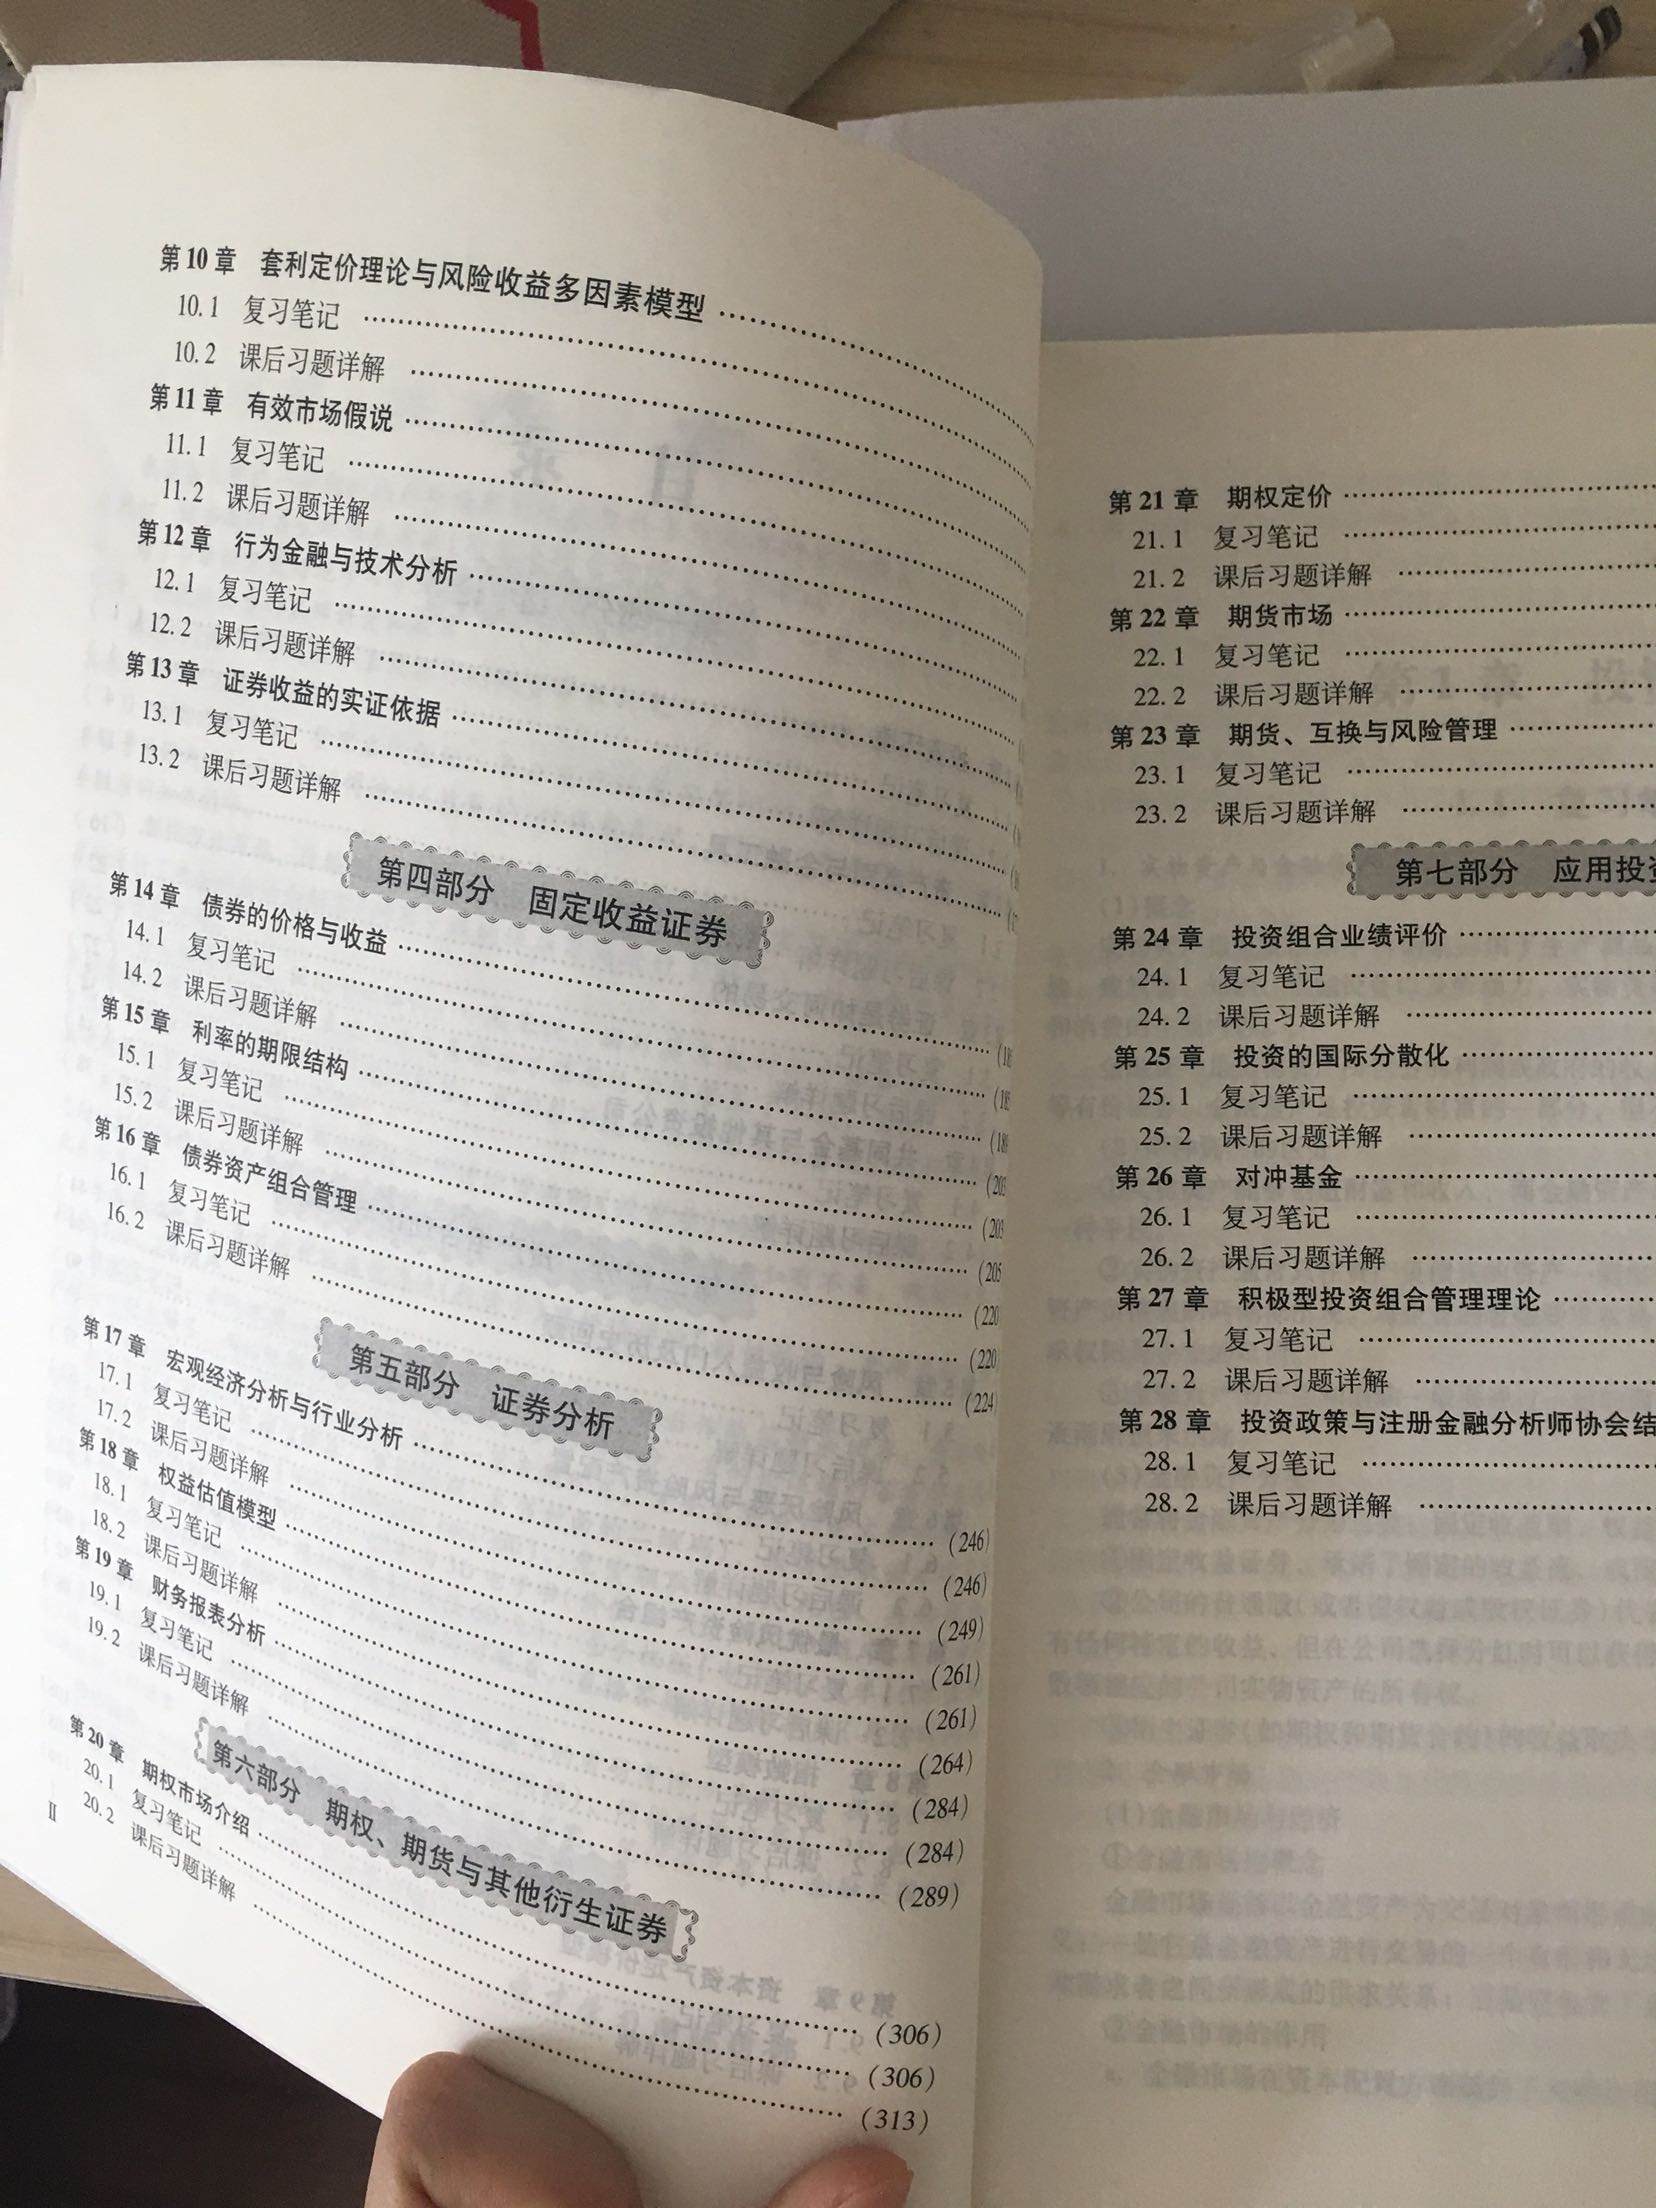 第10章 套利定价理论与风险收益多因素模型
10.1 复习笔记
10.2 课后习题详解
第11章 有效市场假说
11.1 复习笔记
11.2 课后习题详解
第12章 行为金融与技术分析
12.1 复习笔记
12.2 课后习题详解
第13章 证券收益的实证依据
13.1 复习笔记
13.2 课后习题详解
第四部分 固定收益证券
第14章 债券的价格与收益
14.1 复习笔记
14.2 课后习题详解
第15章 利率的期限结构
15.1 复习笔记 (203
15.2 课后习题详解 (205
第16章 债券资产组合管理 (220
16.1 复习笔记 (220
16.2 课后习题详解 (224
第五部分 证券分析
第17章 宏观经济分析与行业分析 (246)
17.1 复习笔记 (246)
17.2 课后习题详解 (249)
第18章 权益估值模型 (261)
18.1 复习笔记 (261)
18.2 课后习题详解 (264)
第19章 财务报表分析 (284)
19.1 复习笔记 (284)
19.2 课后习题详解 (289)
第六部分 期权、期货与其他衍生证券
第20章 期权市场介绍 (306)
20.1 复习笔记 (306)
20.2 课后习题详解 (313)
II
第21章 期权定价
21.1 复习笔记
21.2 课后习题详解
第22章 期货市场
22.1 复习笔记
22.2 课后习题详解
第23章 期货、互换与风险管理
23.1 复习笔记
23.2 课后习题详解
第七部分 应用投资
第24章 投资组合业绩评价
24.1 复习笔记
24.2 课后习题详解
第25章 投资的国际分散化
25.1 复习笔记
25.2 课后习题详解
第26章 对冲基金
26.1 复习笔记
26.2 课后习题详解
第27章 积极型投资组合管理理论
27.1 复习笔记
27.2 课后习题详解
第28章 投资政策与注册金融分析师协会结
28.1 复习笔记
28.2 课后习题详解